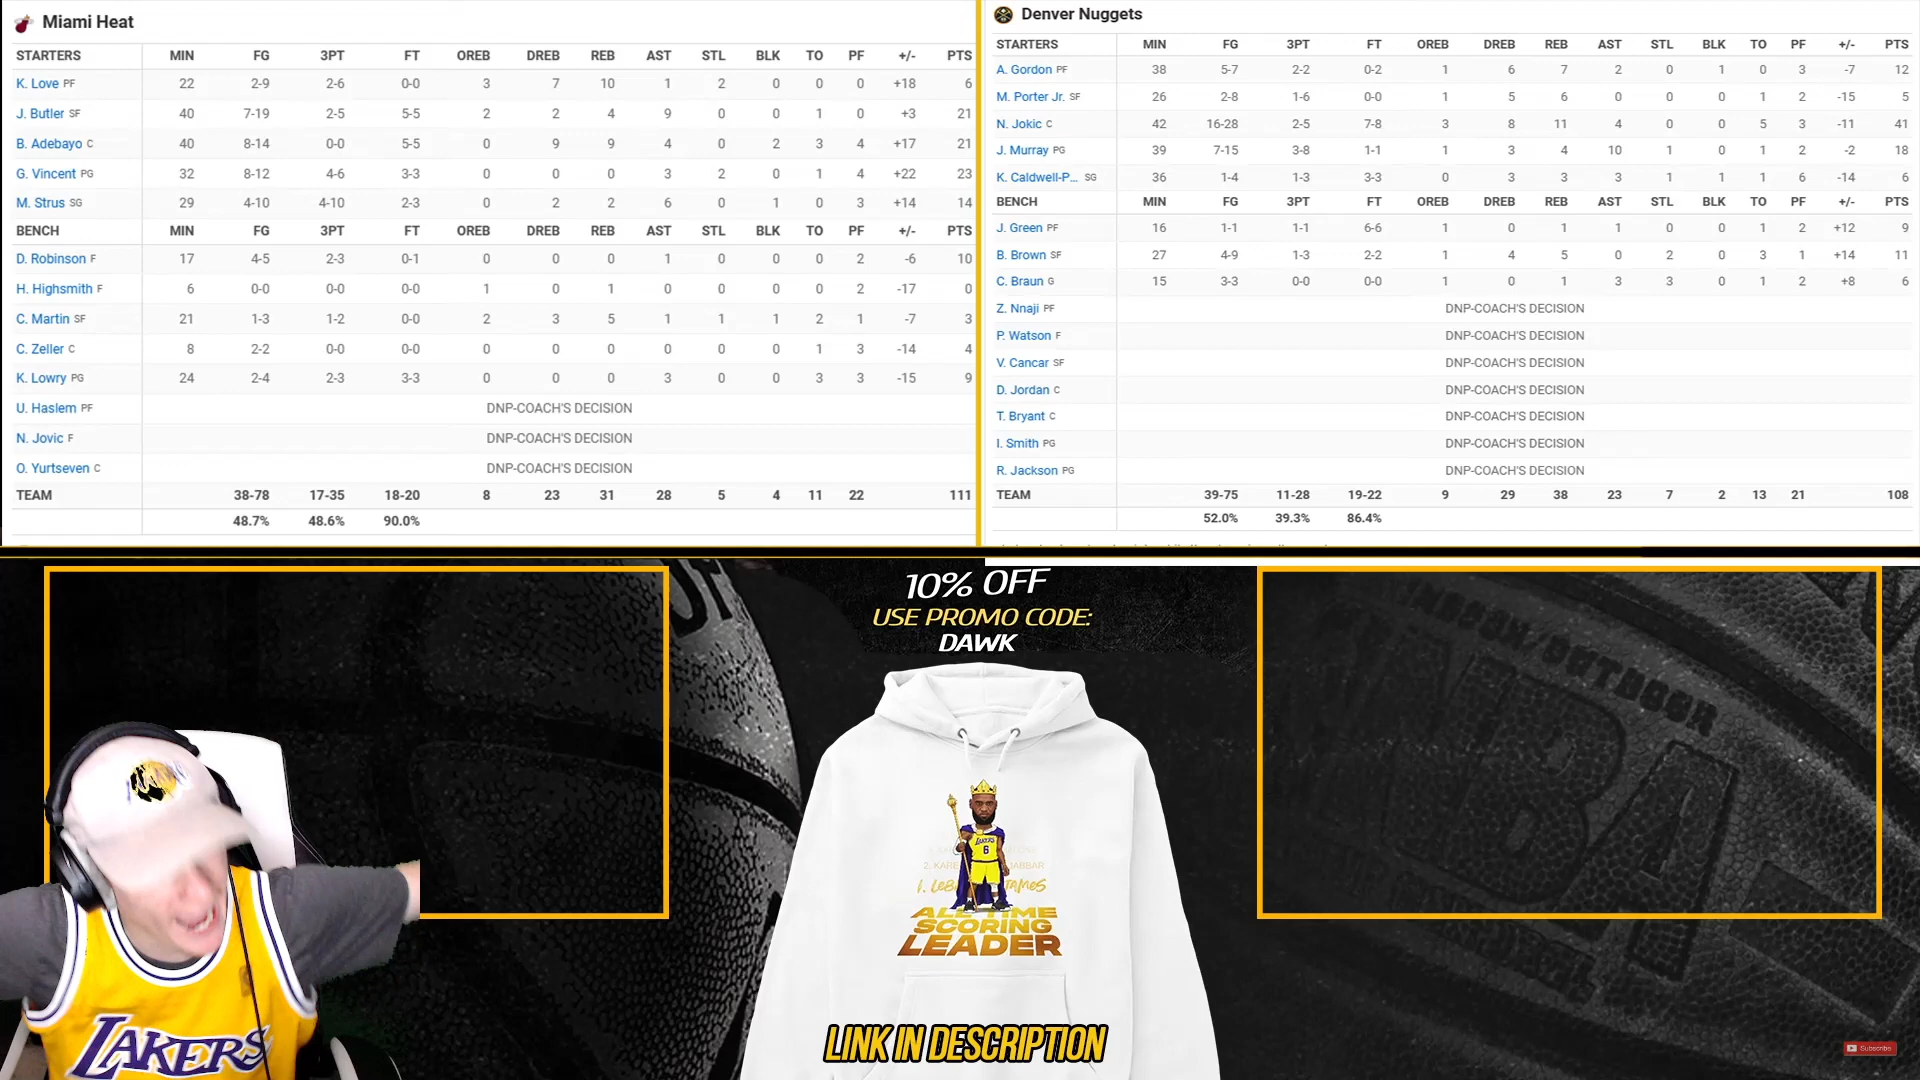 Miami Heat
STARTERS MIN FG 3PT FT OREB DREB REB AST STL BLK TO PF +/- PTS
K. Love PF 22 2-9 2-6 0-0 3 7 10 1 2 0 0 0 +18 6
J. Butler SF 40 7-19 2-5 5-5 2 2 4 9 0 0 1 0 +3 21
B. Adebayo C 40 8-14 0-0 5-5 0 9 9 4 0 2 3 4 +17 21
G. Vincent PG 32 8-12 4-6 3-3 0 0 0 3 2 0 1 4 +22 23
M. Strus SG 29 4-10 4-10 2-3 0 2 2 6 0 1 0 3 +14 14
BENCH MIN FG 3PT FT OREB DREB REB AST STL BLK TO PF +/- PTS
D. Robinson F 17 4-5 2-3 0-1 0 0 0 1 0 0 0 2 -6 10
H. Highsmith F 6 0-0 0-0 0-0 1 0 1 0 0 0 0 2 -17 0
C. Martin SF 21 1-3 1-2 0-0 2 3 5 1 1 1 2 1 -7 3
C. Zeller C 8 2-2 0-0 0-0 0 0 0 0 0 0 1 3 -14 4
K. Lowry PG 24 2-4 2-3 3-3 0 0 0 3 0 0 3 3 -15 9
U. Haslem PF DNP-COACH'S DECISION
N. Jovic F DNP-COACH'S DECISION
O. Yurtseven C DNP-COACH'S DECISION
TEAM 38-78 17-35 18-20 8 23 31 28 5 4 11 22 111
48.7% 48.6% 90.0%
Denver Nuggets
STARTERS MIN FG 3PT FT OREB DREB REB AST STL BLK TO PF +/- PTS
A. Gordon PF 38 5-7 2-2 0-2 1 6 7 2 0 1 0 3 -7 12
M. Porter Jr. SF 26 2-8 1-6 0-0 1 5 6 0 0 0 1 2 -15 5
N. Jokic C 42 16-28 2-5 7-8 3 8 11 4 0 0 5 3 -11 41
J. Murray PG 39 7-15 3-8 1-1 1 3 4 10 1 0 1 2 -2 18
K. Caldwell-P... SG 36 1-4 1-3 3-3 0 3 3 3 1 1 1 6 -14 6
BENCH MIN FG 3PT FT OREB DREB REB AST STL BLK TO PF +/- PTS
J. Green PF 16 1-1 1-1 6-6 1 0 1 1 0 0 1 2 +12 9
B. Brown SF 27 4-9 1-3 2-2 1 4 5 0 2 0 3 1 +14 11
C. Braun G 15 3-3 0-0 0-0 1 0 1 3 3 0 1 2 +8 6
Z. Nnaji PF DNP-COACH'S DECISION
P. Watson F DNP-COACH'S DECISION
V. Cancar SF DNP-COACH'S DECISION
D. Jordan C DNP-COACH'S DECISION
T. Bryant C DNP-COACH'S DECISION
I. Smith PG DNP-COACH'S DECISION
R. Jackson PG DNP-COACH'S DECISION
TEAM 39-75 11-28 19-22 9 29 38 23 7 2 13 21 108
52.0% 39.3% 86.4%
10% OFF
USE PROMO CODE:
DAWK
LAKERS
6
ALL TIME
SCORING
LEADER
LINK IN DESCRIPTION
LAKERS
Subscribe